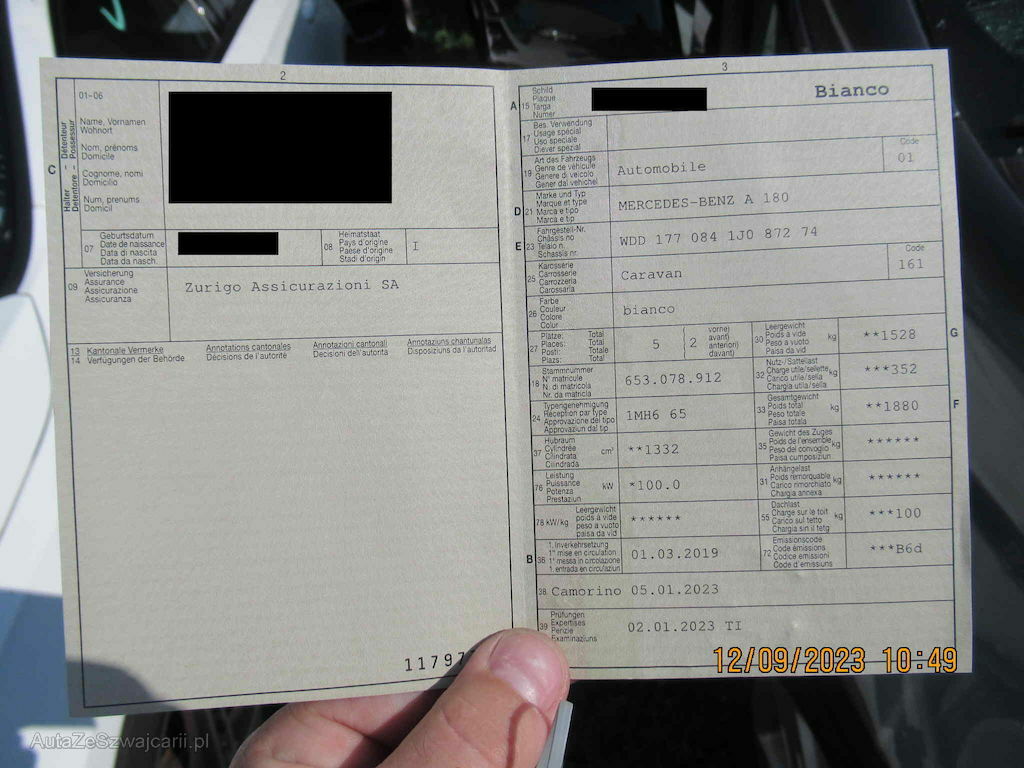 2
01-06
Name, Vornamen
Wohnort
Nom, prénoms
Domicile
Cognome, nomi
Domicilio
Num, prenums
Domicil
C
Halter - Détenteur
Detentore - Possessur
07
Geburtsdatum
Date de naissance
Data di nascita
Data da nasch.
08
Heimatstaat
Pays d'origine
Paese d'origine
Stadi d'origin
I
09
Versicherung
Assurance
Assicurazione
Assicuranza
Zurigo Assicurazioni SA
13 Kantonale Vermerke Annotations cantonales Annotazioni cantonali Annotaziuns chantunalas
14 Verfügungen der Behörde Décisions de l'autorité Decisioni dell'autorità Disposiziuns da l'autoritad
3
A
15
Schild
Plaque
Targa
Numer
Bianco
17
Bes. Verwendung
Usage spécial
Uso speciale
Diever spezial
19
Art des Fahrzeugs
Genre de véhicule
Genere di veicolo
Gener dal vehichel
Automobile
Code
01
D
21
Marke und Typ
Marque et type
Marca e tipo
Marca e tip
MERCEDES-BENZ A 180
E
23
Fahrgestell-Nr.
Châssis no
Telaio n.
Schassis nr.
WDD 177 084 1J0 872 74
25
Karosserie
Carrosserie
Carrozzeria
Carossaria
Caravan
Code
161
26
Farbe
Couleur
Colore
Colur
bianco
27
Plätze: Total
Places: Total
Posti: Totale
Plazs: Total
5
2
vorne)
avant)
anteriori)
davant)
30
Leergewicht
Poids à vide
Peso a vuoto
Paisa da vid
kg
**1528
G
18
Stammnummer
N° matricule
N. di matricola
Nr. da matricla
653.078.912
32
Nutz-/Sattellast
Charge utile/sellette
Carico utile/sella
Chargia utila/sella
kg
***352
24
Typengenehmigung
Réception par type
Approvazione del tipo
Approvaziun dal tip
1MH6 65
33
Gesamtgewicht
Poids total
Peso totale
Paisa totala
kg
**1880
F
37
Hubraum
Cylindrée
Cilindrata
Cilindrada
cm³
**1332
35
Gewicht des Zuges
Poids de l'ensemble
Peso del convoglio
Paisa cumposiziun
kg
******
76
Leistung
Puissance
Potenza
Prestaziun
kW
*100.0
31
Anhängelast
Poids remorquable
Carico rimorchiato
Chargia annexa
kg
******
78 kW/kg
Leergewicht
poids à vide
peso a vuoto
paisa da vid
******
55
Dachlast
Charge sur le toit
Carico sul tetto
Chargia sin il tetg
kg
***100
B
36
1. Inverkehrsetzung
1re mise en circulation
1a messa in circolazione
1. entrada en circulaziun
01.03.2019
72
Emissionscode
Code émissions
Codice emissioni
Code d'emissiuns
***B6d
38 Camorino 05.01.2023
39
Prüfungen
Expertises
Perizie
Examinaziuns
02.01.2023 TI
11797
12/09/2023 10:49
AutaZeSzwajcarii.pl